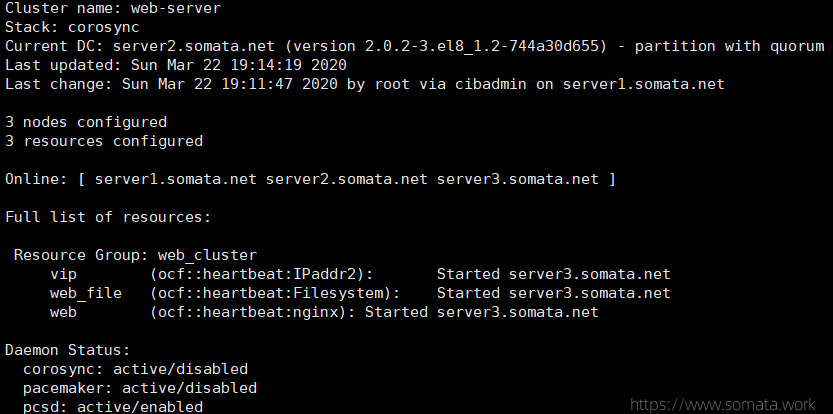 Cluster name: web-server
Stack: corosync
Current DC: server2.somata.net (version 2.0.2-3.el8_1.2-744a30d655) - partition with quorum
Last updated: Sun Mar 22 19:14:19 2020
Last change: Sun Mar 22 19:11:47 2020 by root via cibadmin on server1.somata.net
3 nodes configured
3 resources configured
Online: [ server1.somata.net server2.somata.net server3.somata.net ]
Full list of resources:
Resource Group: web_cluster
vip (ocf::heartbeat:IPaddr2): Started server3.somata.net
web_file (ocf::heartbeat:Filesystem): Started server3.somata.net
web (ocf::heartbeat:nginx): Started server3.somata.net
Daemon Status:
corosync: active/disabled
pacemaker: active/disabled
pcsd: active/enabled
https://www.somata.work